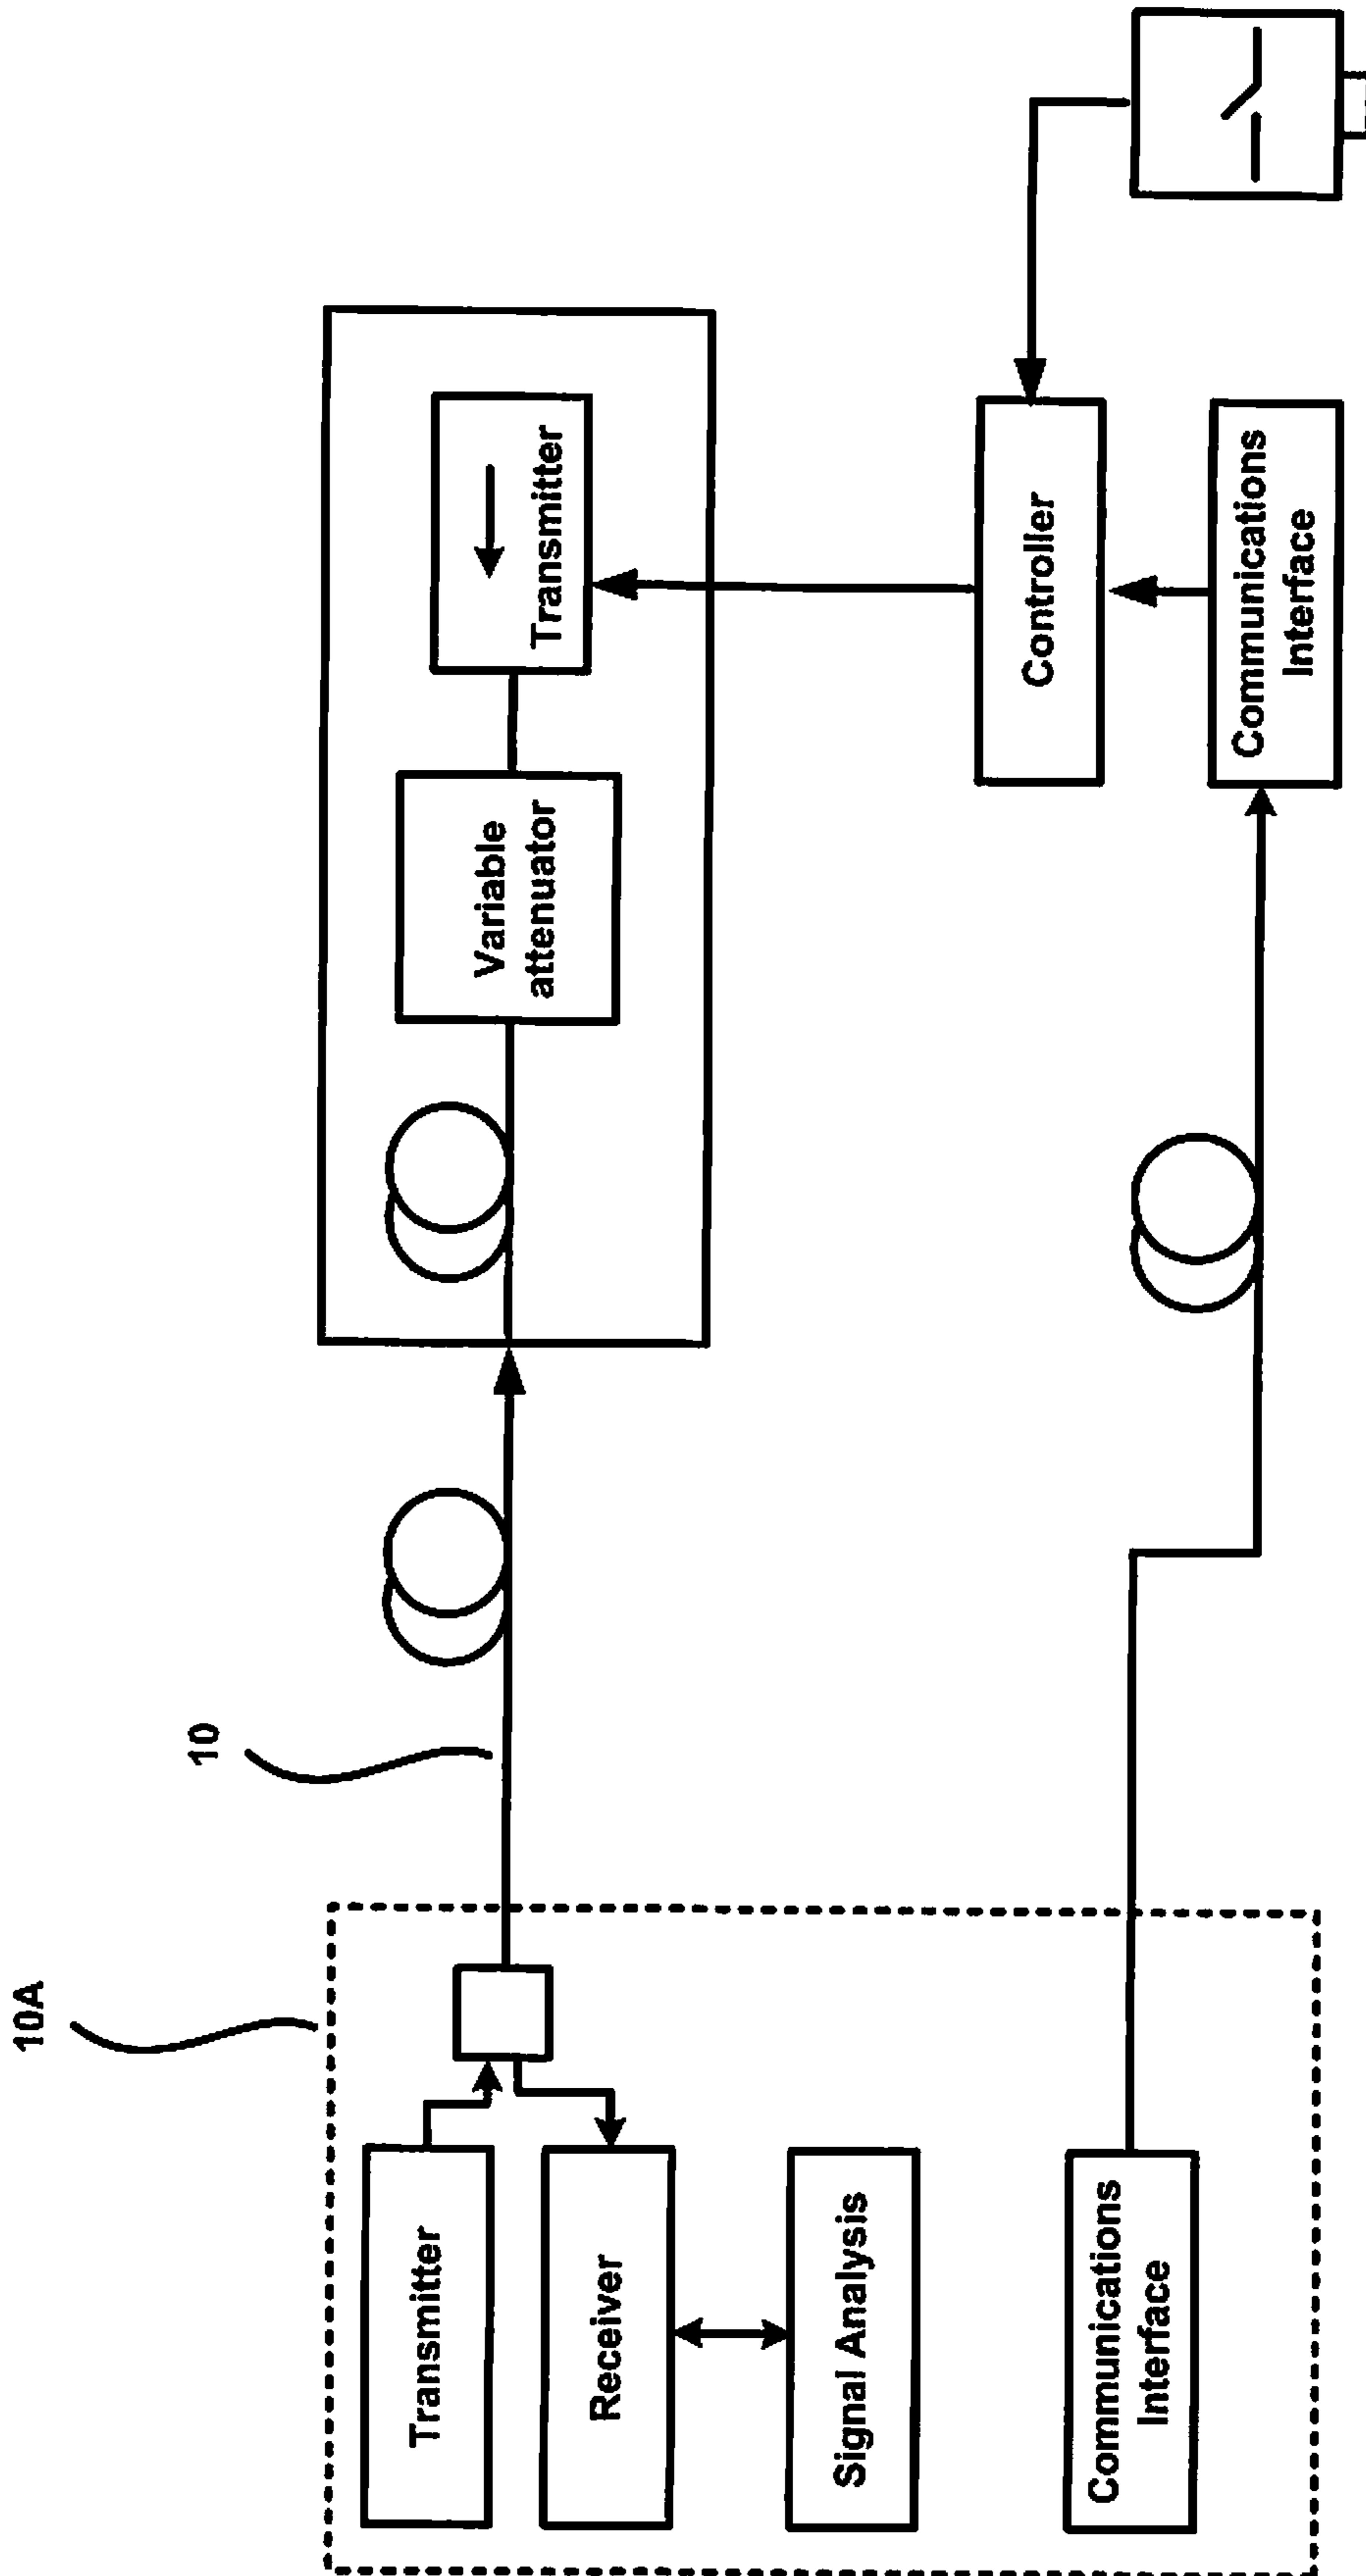 10A
10
Transmitter
Receiver
Signal Analysis
Communications
Interface
Variable
attenuator
Transmitter
Controller
Communications
Interface